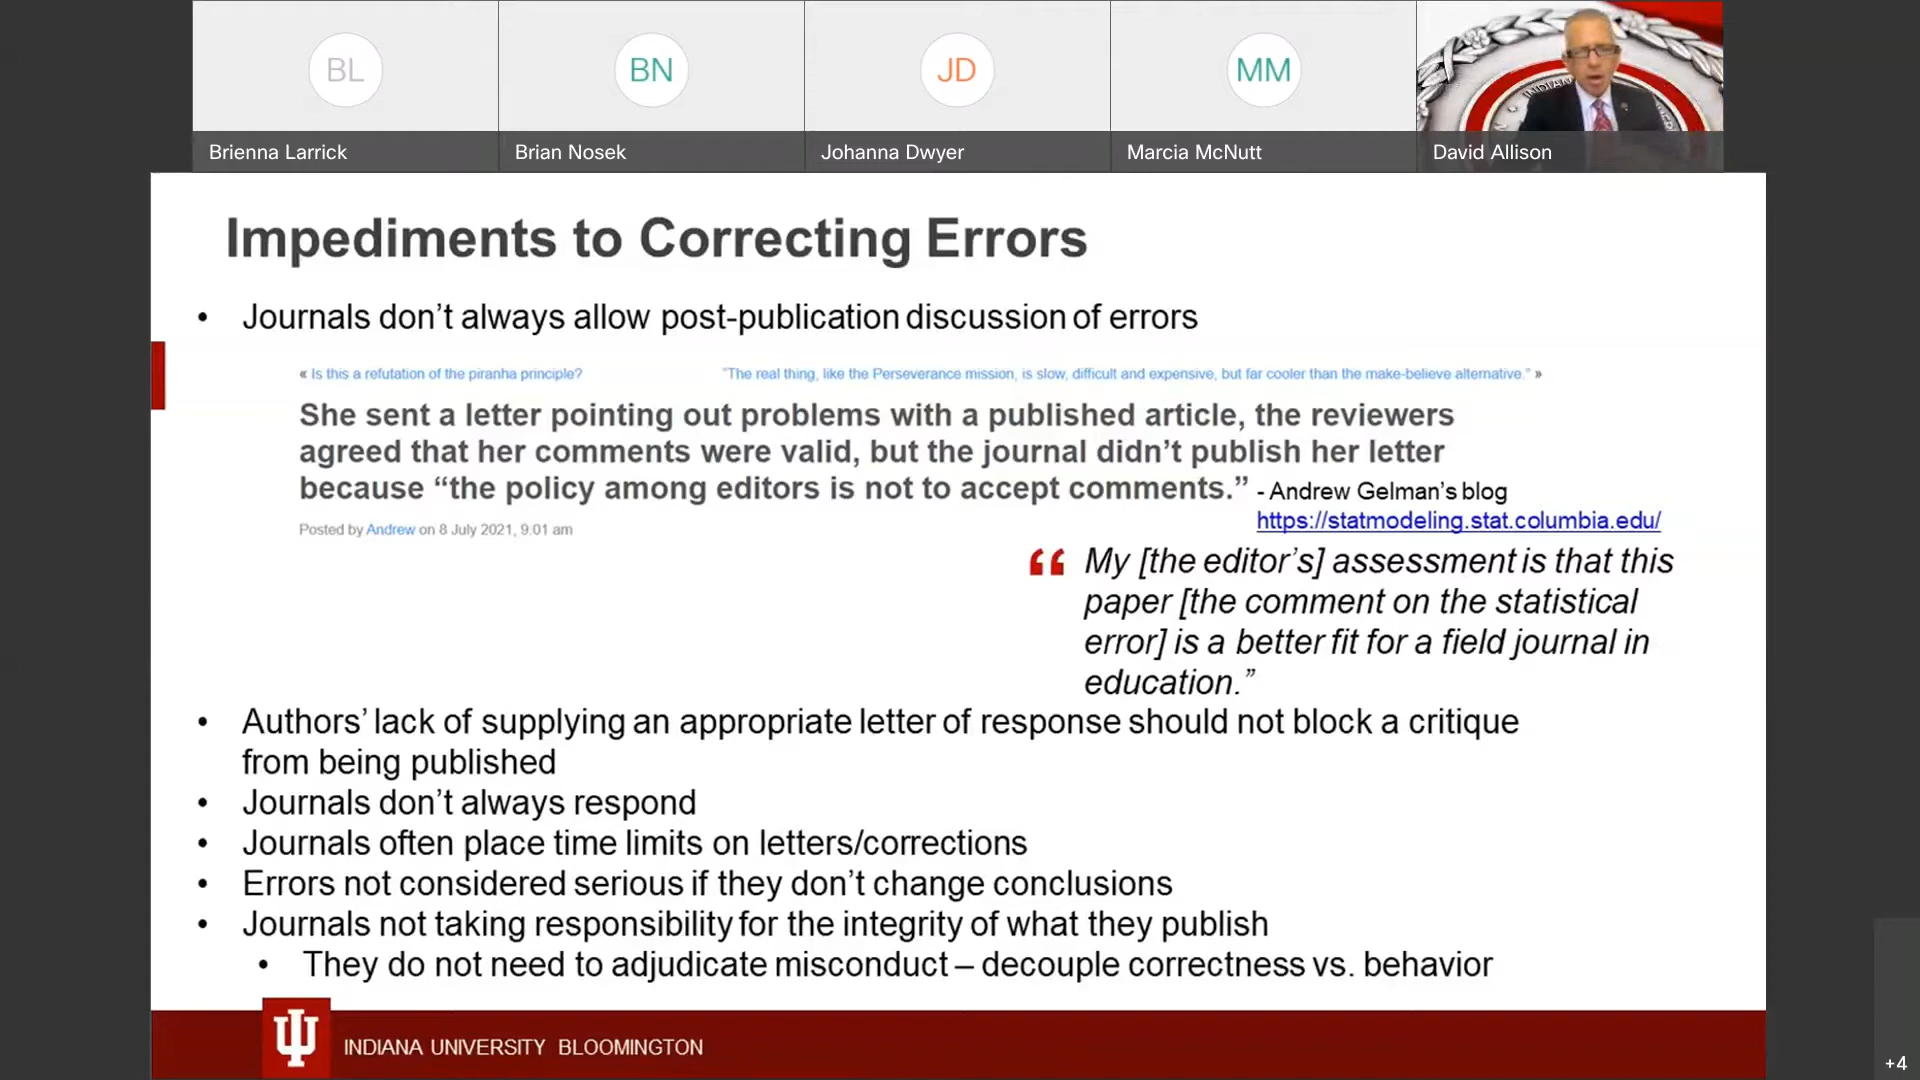 BL
BN
JD
MM
Brienna Larrick
Brian Nosek
Johanna Dwyer
Marcia McNutt
David Allison
Impediments to Correcting Errors
• Journals don’t always allow post-publication discussion of errors
« Is this a refutation of the piranha principle?
“The real thing, like the Perseverance mission, is slow, difficult and expensive, but far cooler than the make-believe alternative.” »
She sent a letter pointing out problems with a published article, the reviewers
agreed that her comments were valid, but the journal didn’t publish her letter
because “the policy among editors is not to accept comments.” - Andrew Gelman’s blog
https://statmodeling.stat.columbia.edu/
Posted by Andrew on 8 July 2021, 9:01 am
“ My [the editor’s] assessment is that this
paper [the comment on the statistical
error] is a better fit for a field journal in
education.”
• Authors’ lack of supplying an appropriate letter of response should not block a critique
from being published
• Journals don’t always respond
• Journals often place time limits on letters/corrections
• Errors not considered serious if they don’t change conclusions
• Journals not taking responsibility for the integrity of what they publish
• They do not need to adjudicate misconduct – decouple correctness vs. behavior
INDIANA UNIVERSITY BLOOMINGTON
+4